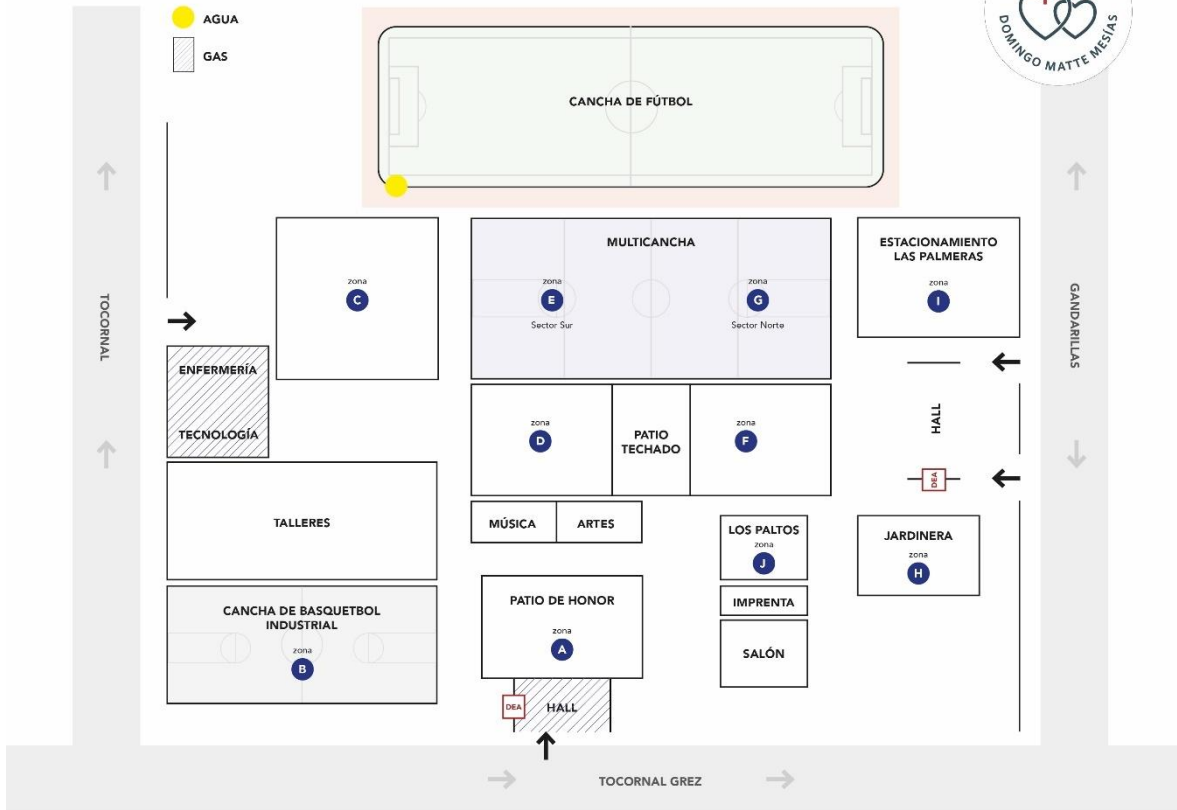 AGUA
GAS
DOMINGO MATTE MESÍAS
CANCHA DE FÚTBOL
MULTICANCHA
zona
E
Sector Sur
zona
G
Sector Norte
zona
C
ESTACIONAMIENTO
LAS PALMERAS
zona
I
TOCORNAL
GANDARILLAS
ENFERMERÍA
TECNOLOGÍA
zona
D
PATIO
TECHADO
zona
F
HALL
DEA
TALLERES
MÚSICA
ARTES
LOS PALTOS
zona
J
JARDINERA
zona
H
CANCHA DE BASQUETBOL
INDUSTRIAL
zona
B
PATIO DE HONOR
zona
A
IMPRENTA
SALÓN
DEA
HALL
TOCORNAL GREZ